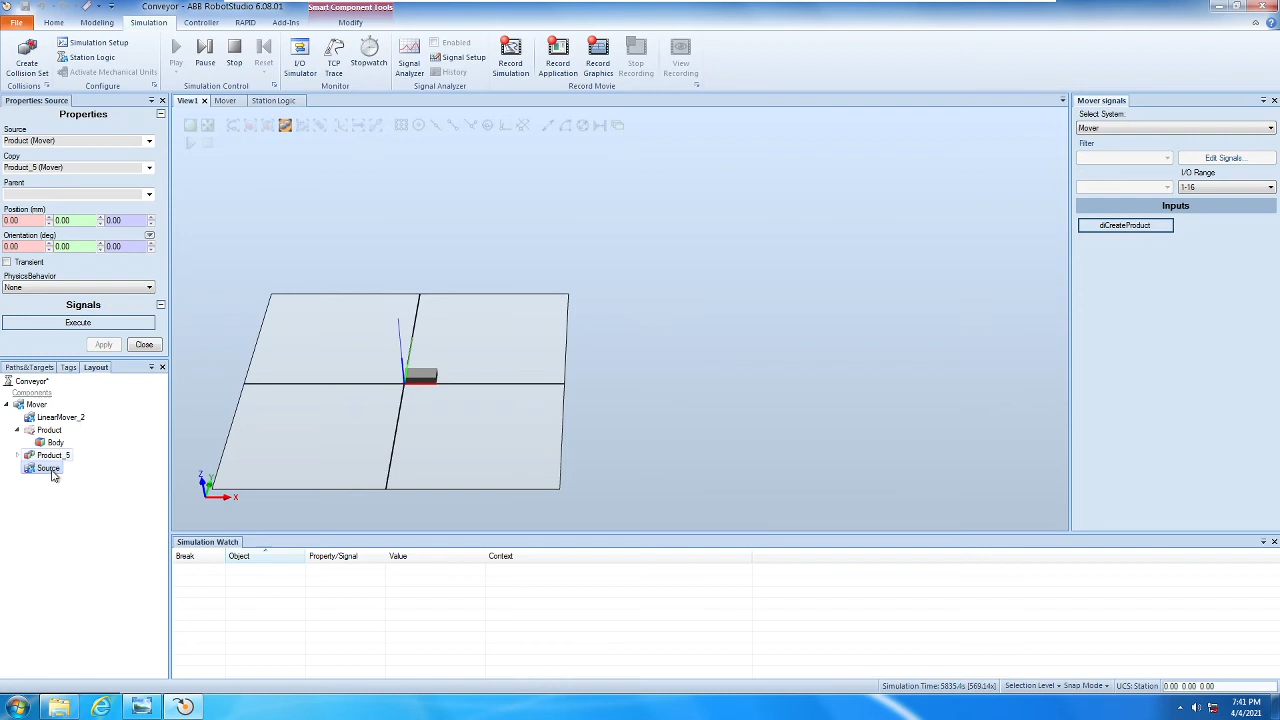 Conveyor - ABB RobotStudio 6.08.01
Smart Component Tools
File Home Modeling Simulation Controller RAPID Add-Ins Modify
Create Collision Set
Simulation Setup
Station Logic
Activate Mechanical Units
Play
Pause
Stop
Reset
I/O Simulator
TCP Trace
Stopwatch
Signal Analyzer
Enabled
Signal Setup
History
Record Simulation
Record Application
Record Graphics
Stop Recording
View Recording
Collisions
Configure
Simulation Control
Monitor
Signal Analyzer
Record Movie
Properties: Source
Properties
Source
Product (Mover)
Copy
Product_5 (Mover)
Parent
Position (mm)
0.00 0.00 0.00
Orientation (deg)
0.00 0.00 0.00
Transient
PhysicsBehavior
None
Signals
Execute
Apply Close
Paths&Targets Tags Layout
Conveyor*
Components
Mover
LinearMover_2
Product
Body
Product_5
Source
View1 Mover Station Logic
Z
Y
X
Mover signals
Select System:
Mover
Filter
Edit Signals...
I/O Range
1-16
Inputs
diCreateProduct
Simulation Watch
Break Object Property/Signal Value Context
Simulation Time: 5835.4s [569.14x] Selection Level Snap Mode UCS: Station 0.00 0.00 0.00
7:41 PM
4/4/2021